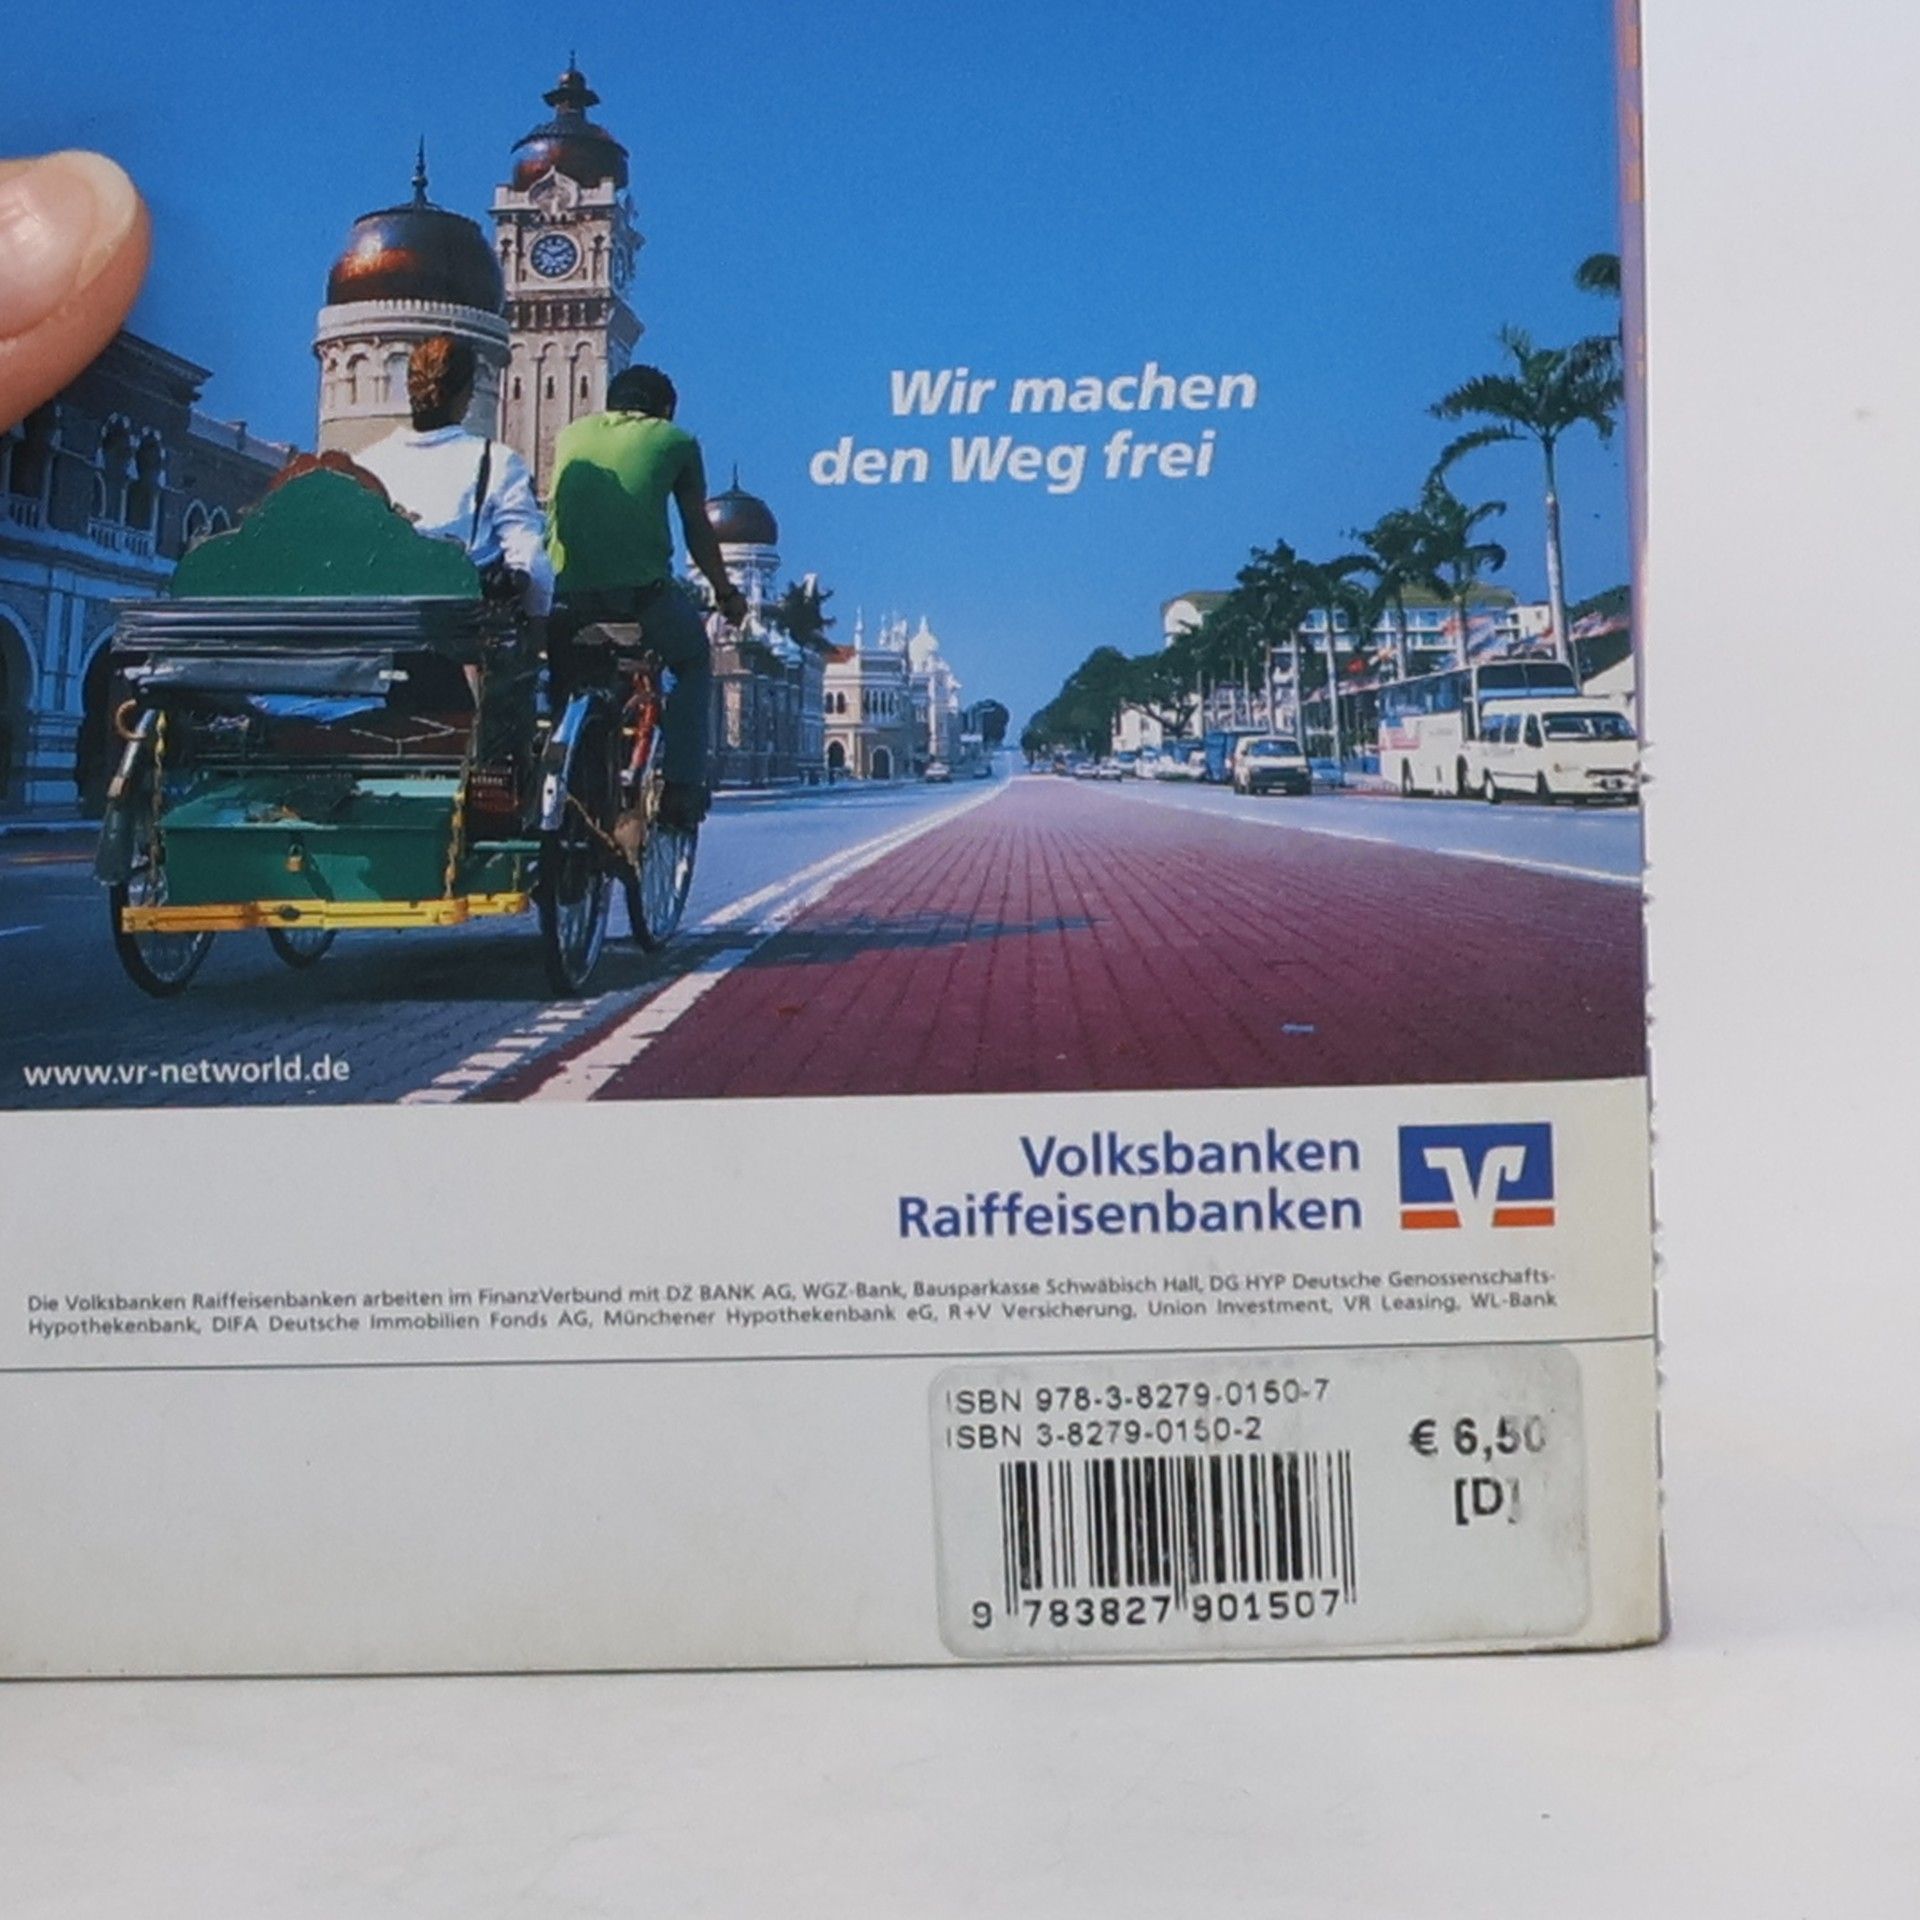 Wir machen
den Weg frei
www.vr-networld.de
Volksbanken
Raiffeisenbanken
Die Volksbanken Raiffeisenbanken arbeiten im FinanzVerbund mit DZ BANK AG, WGZ-Bank, Bausparkasse Schwäbisch Hall, DG HYP Deutsche Genossenschafts-
Hypothekenbank, DIFA Deutsche Immobilien Fonds AG, Münchener Hypothekenbank eG, R+V Versicherung, Union Investment, VR Leasing, WL-Bank
ISBN 978-3-8279-0150-7
ISBN 3-8279-0150-2
€ 6,50
[D]
9 783827 901507